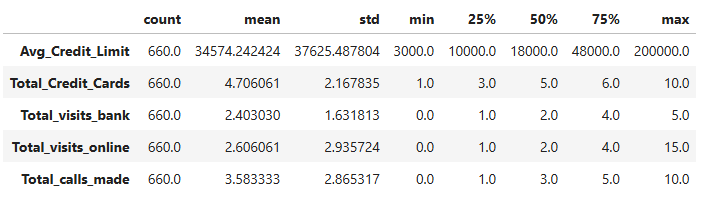 count mean std min 25% 50% 75% max
Avg_Credit_Limit 660.0 34574.242424 37625.487804 3000.0 10000.0 18000.0 48000.0 200000.0
Total_Credit_Cards 660.0 4.706061 2.167835 1.0 3.0 5.0 6.0 10.0
Total_visits_bank 660.0 2.403030 1.631813 0.0 1.0 2.0 4.0 5.0
Total_visits_online 660.0 2.606061 2.935724 0.0 1.0 2.0 4.0 15.0
Total_calls_made 660.0 3.583333 2.865317 0.0 1.0 3.0 5.0 10.0